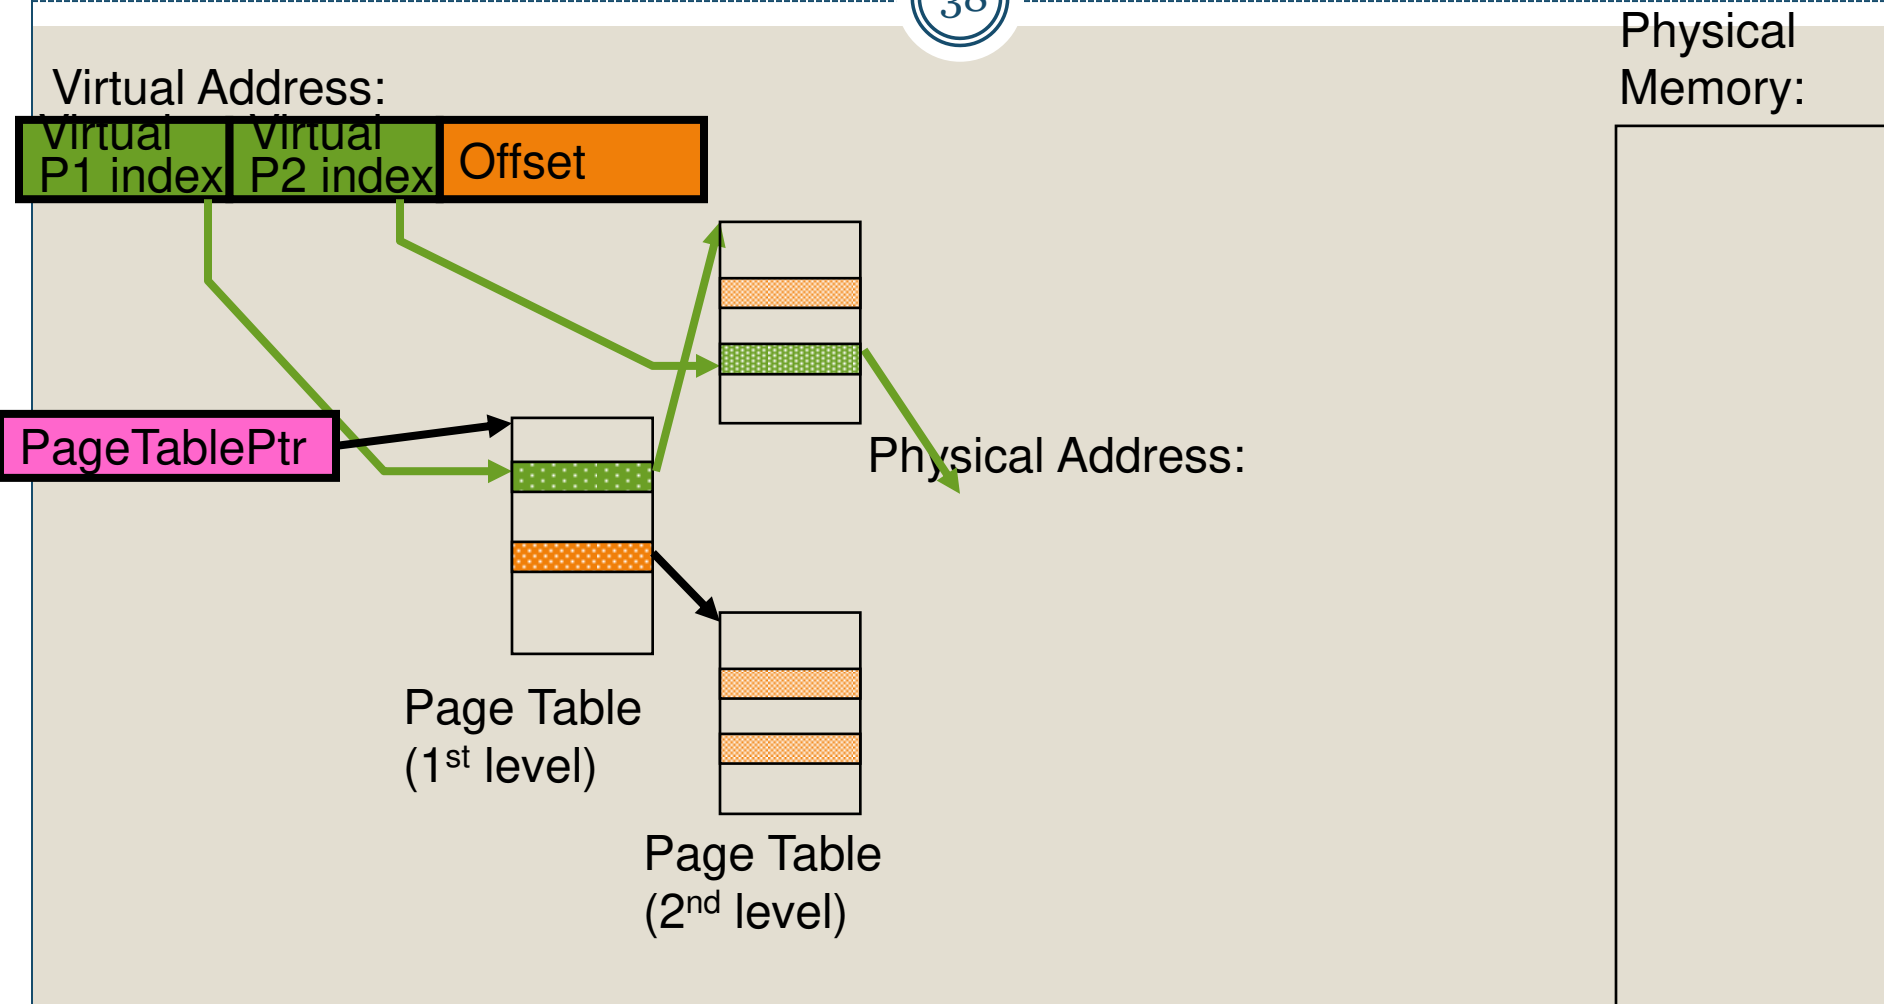 38
Physical
Memory:
Virtual Address:
Virtual
P1 index
Virtual
P2 index
Offset
PageTablePtr
Physical Address:
Page Table
(1st level)
Page Table
(2nd level)